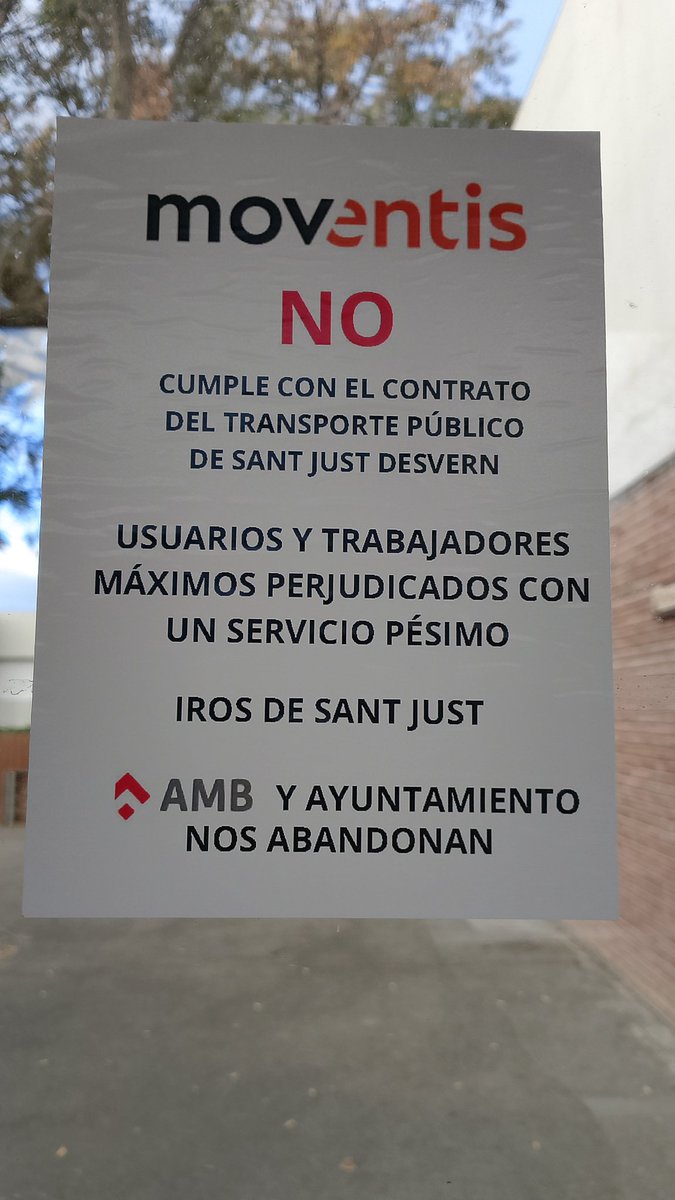 moventis
NO
CUMPLE CON EL CONTRATO
DEL TRANSPORTE PÚBLICO
DE SANT JUST DESVERN
USUARIOS Y TRABAJADORES
MÁXIMOS PERJUDICADOS CON
UN SERVICIO PÉSIMO
IROS DE SANT JUST
AMB Y AYUNTAMIENTO
NOS ABANDONAN